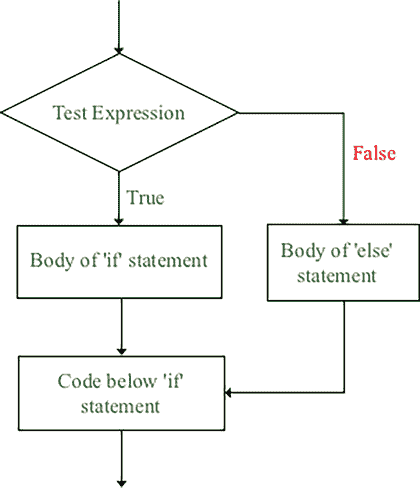 Test Expression
False
True
Body of 'if' statement
Body of 'else'
statement
Code below 'if'
statement